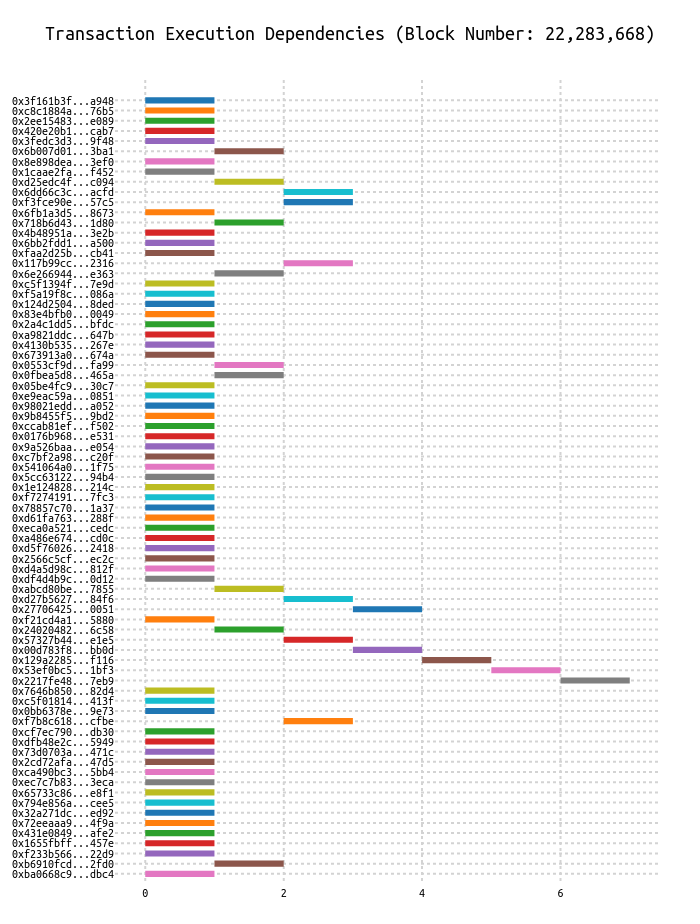 Transaction Execution Dependencies (Block Number: 22,283,668)
0x3f161b3f...a948
0xc8c1884a...76b5
0x2ee15483...e089
0x420e20b1...cab7
0x3fedc3d3...9f48
0x6b007d01...3ba1
0x8e898dea...3ef0
0x1caae2fa...f452
0xd25edc4f...c094
0x6dd66c3c...acfd
0xf3fce90e...57c5
0x6fb1a3d5...8673
0x718b6d43...1d80
0x4b48951a...3e2b
0x6bb2fdd1...a500
0xfaa2d25b...cb41
0x117b99cc...2316
0x6e266944...e363
0xc5f1394f...7e9d
0xf5a19f8c...086a
0x124d2504...8ded
0x83e4bfb0...0049
0x2a4c1dd5...bfdc
0xa9821ddc...647b
0x4130b535...267e
0x673913a0...674a
0x0553cf9d...fa99
0x0fbea5d8...465a
0x05be4fc9...30c7
0xe9eac59a...0851
0x98021edd...a052
0x9b8455f5...9bd2
0xccab81ef...f502
0x0176b968...e531
0x9a526baa...e054
0xc7bf2a98...c20f
0x541064a0...1f75
0x5cc63122...94b4
0x1e124828...214c
0xf7274191...7fc3
0x78857c70...1a37
0xd61fa763...288f
0xeca0a521...cedc
0xa486e674...cd0c
0xd5f76026...2418
0x2566c5cf...ec2c
0xd4a5d98c...812f
0xdf4d4b9c...0d12
0xabcd80be...7855
0xd27b5627...84f6
0x27706425...0051
0xf21cd4a1...5880
0x24020482...6c58
0x57327b44...e1e5
0x00d783f8...bb0d
0x129a2285...f116
0x53ef0bc5...1bf3
0x2217fe48...7eb9
0x7646b850...82d4
0xc5f01814...413f
0x0bb6378e...9e73
0xf7b8c618...cfbe
0xcf7ec790...db30
0xdfb48e2c...5949
0x73d0703a...471c
0x2cd72afa...47d5
0xca490bc3...5bb4
0xec7c7b83...3eca
0x65733c86...e8f1
0x794e856a...cee5
0x32a271dc...ed92
0x72eeaaa9...4f9a
0x431e0849...afe2
0x1655fbff...457e
0xf233b566...22d9
0xb6910fcd...2fd0
0xba0668c9...dbc4
0 2 4 6